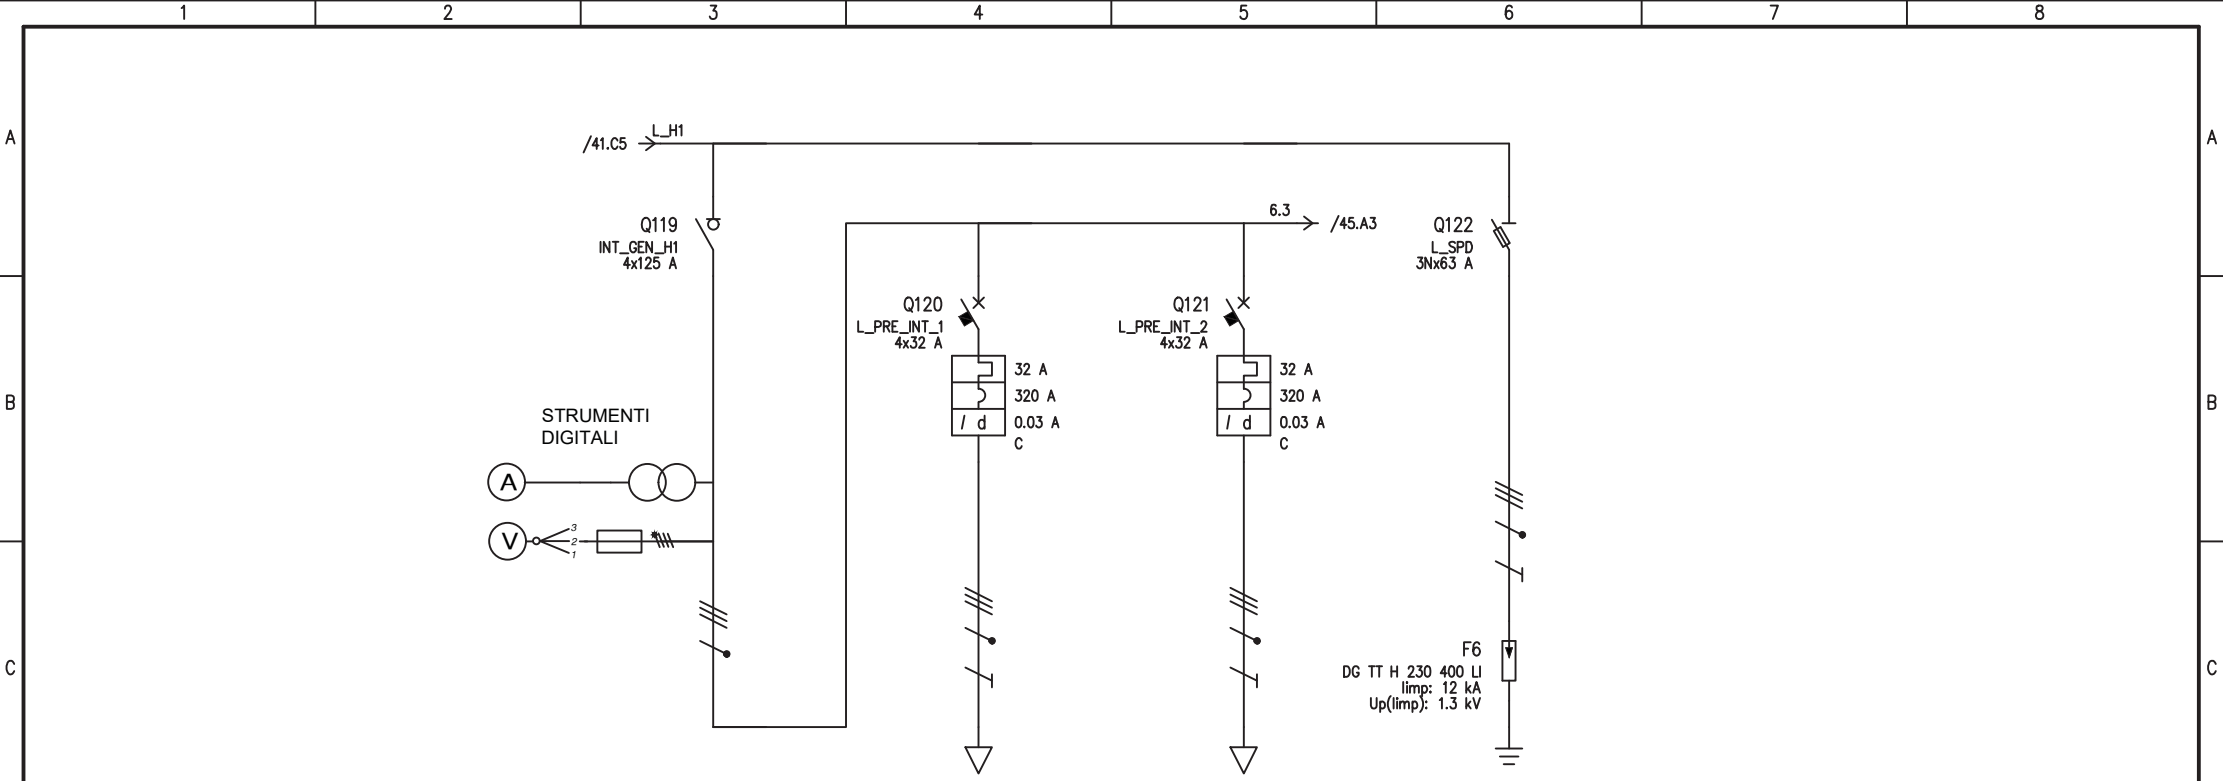 1 2 3 4 5 6 7 8
A A
L_H1
/41.C5
6.3
/45.A3
Q119
INT_GEN_H1
4x125 A
Q122
L_SPD
3Nx63 A
Q120
L_PRE_INT_1
4x32 A
Q121
L_PRE_INT_2
4x32 A
32 A
320 A
I d 0.03 A
C
32 A
320 A
I d 0.03 A
C
B B
STRUMENTI
DIGITALI
A
V
3
2
1
*
C C
F6
DG TT H 230 400 LI
Iimp: 12 kA
Up(Iimp): 1.3 kV